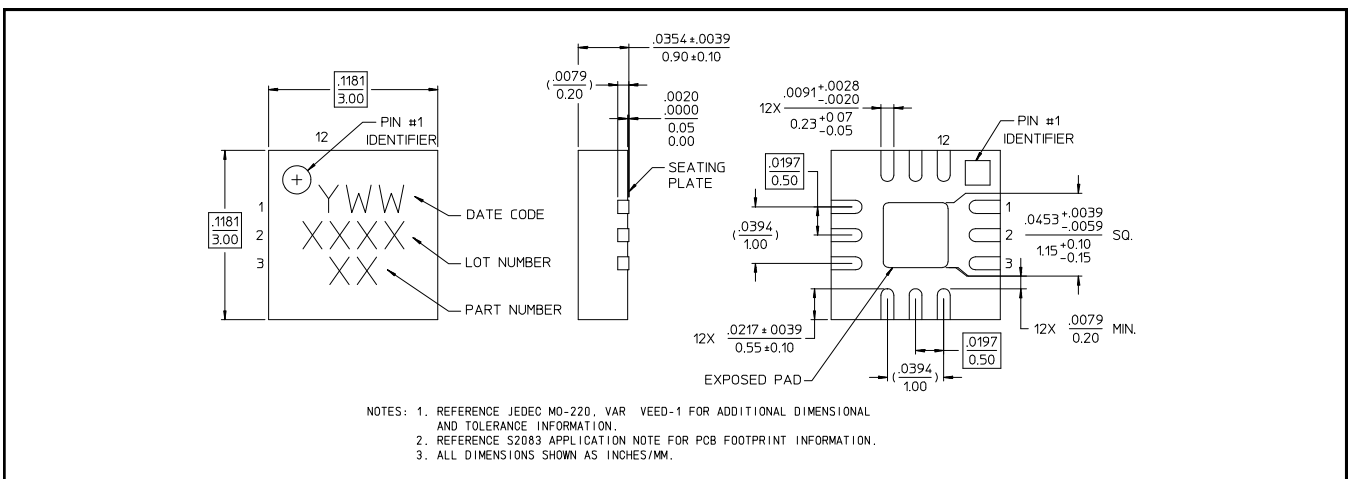 .1181
3.00
PIN #1
IDENTIFIER
12
.1181
3.00
1
2
3
YWW
XXXX
XX
DATE CODE
LOT NUMBER
PART NUMBER
.0354±.0039
0.90±0.10
(.0079
0.20)
.0020
.0000
0.05
0.00
SEATING
PLATE
12X .0091 +.0028
-.0020
0.23 +0 07
-0.05
12
PIN #1
IDENTIFIER
.0197
0.50
(.0394
1.00)
1
2
3
.0453 +.0039
-.0059 SQ.
1.15 +0.10
-0.15
12X .0217±0039
0.55±0.10
12X .0079 MIN.
0.20
.0197
0.50
(.0394)
1.00
EXPOSED PAD
NOTES: 1. REFERENCE JEDEC MO-220, VAR VEED-1 FOR ADDITIONAL DIMENSIONAL
AND TOLERANCE INFORMATION.
2. REFERENCE S2083 APPLICATION NOTE FOR PCB FOOTPRINT INFORMATION.
3. ALL DIMENSIONS SHOWN AS INCHES/MM.